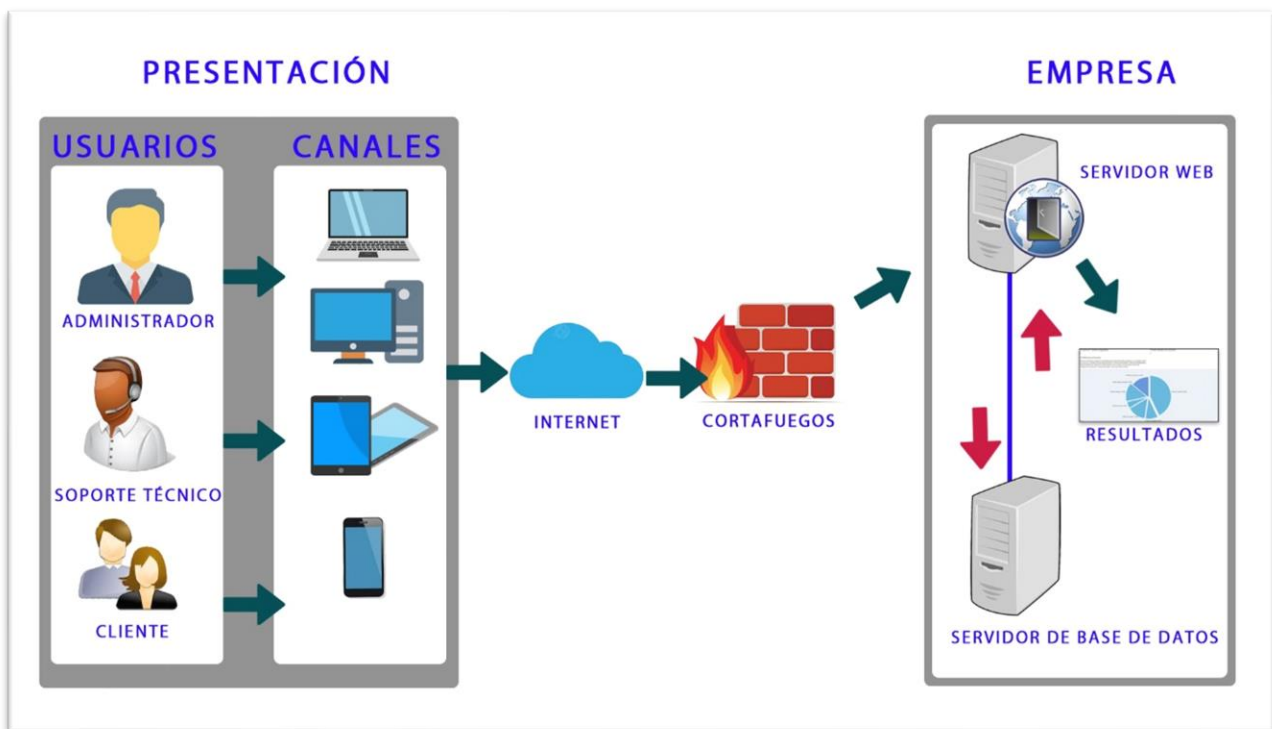 PRESENTACIÓN
EMPRESA
USUARIOS
CANALES
ADMINISTRADOR
SOPORTE TÉCNICO
CLIENTE
INTERNET
CORTAFUEGOS
SERVIDOR WEB
RESULTADOS
SERVIDOR DE BASE DE DATOS